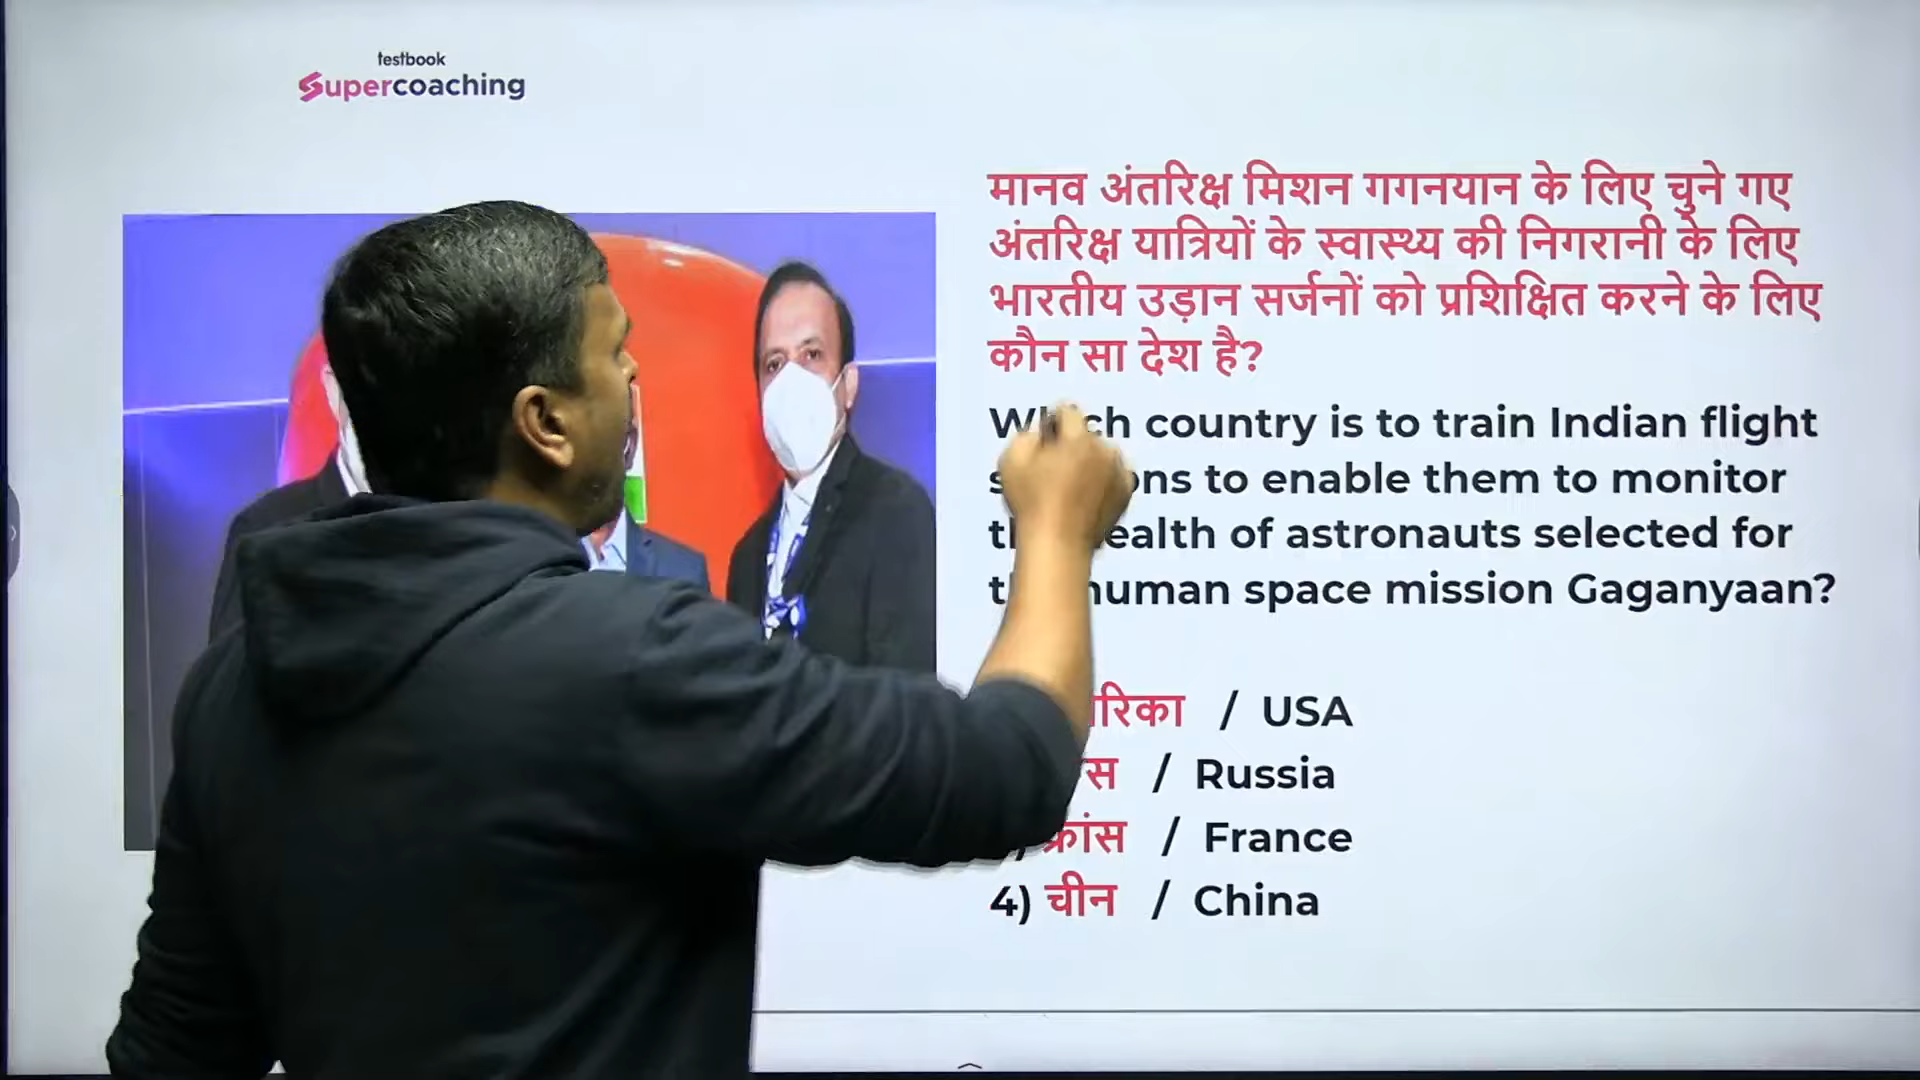 testbook
Supercoaching
मानव अंतरिक्ष मिशन गगनयान के लिए चुने गए
अंतरिक्ष यात्रियों के स्वास्थ्य की निगरानी के लिए
भारतीय उड़ान सर्जनों को प्रशिक्षित करने के लिए
कौन सा देश है?
country is to train Indian flight
to enable them to monitor
of astronauts selected for
human space mission Gaganyaan?
/ USA
/ Russia
फ्रांस / France
4) चीन / China